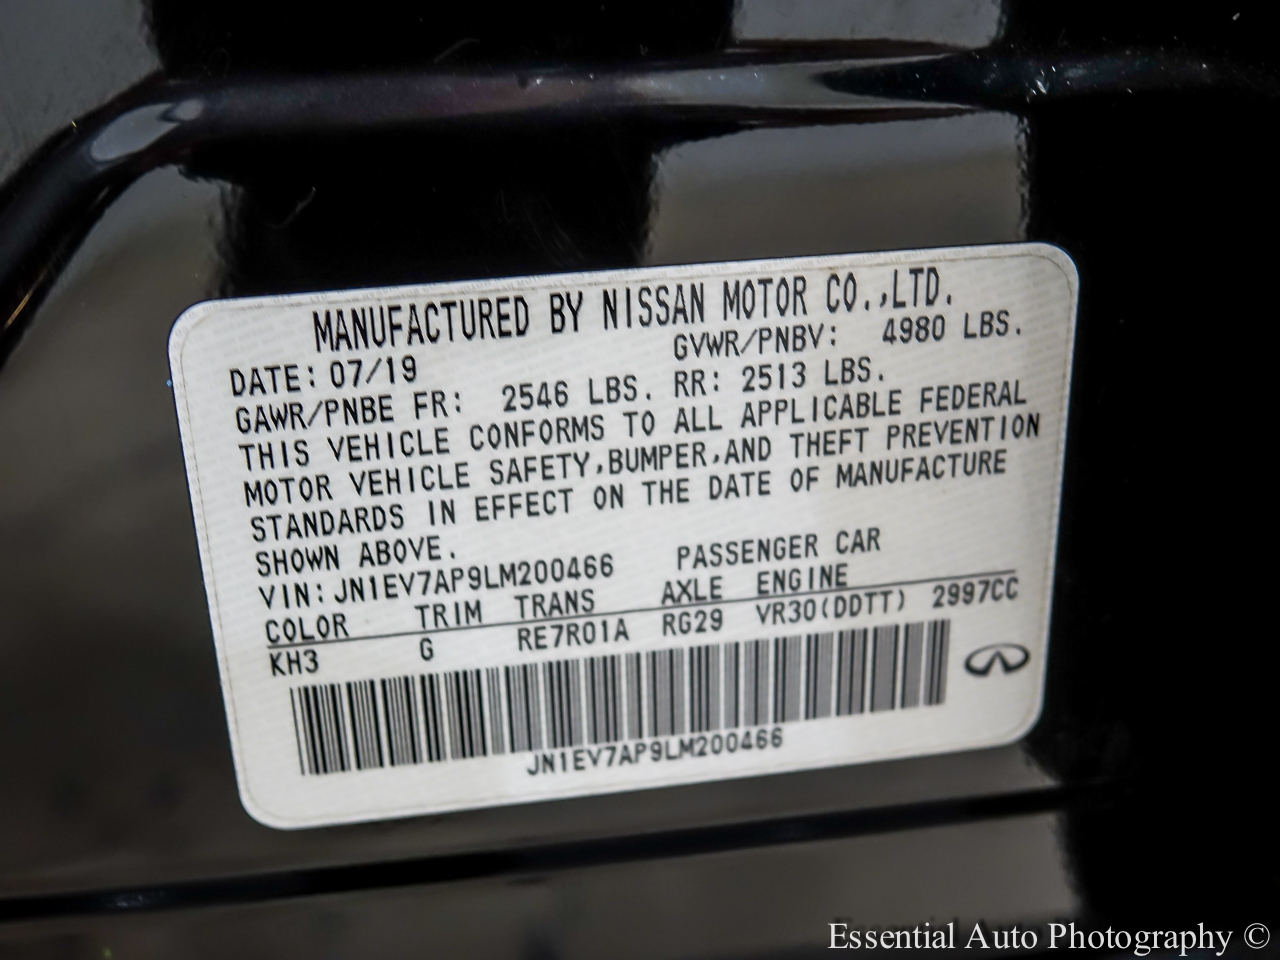 MANUFACTURED BY NISSAN MOTOR CO.,LTD.
DATE: 07/19 GVWR/PNBV: 4980 LBS.
GAWR/PNBE FR: 2546 LBS. RR: 2513 LBS.
THIS VEHICLE CONFORMS TO ALL APPLICABLE FEDERAL
MOTOR VEHICLE SAFETY,BUMPER,AND THEFT PREVENTION
STANDARDS IN EFFECT ON THE DATE OF MANUFACTURE
SHOWN ABOVE.
VIN:JN1EV7AP9LM200466 PASSENGER CAR
COLOR TRIM TRANS AXLE ENGINE
KH3 G RE7R01A RG29 VR30(DDTT) 2997CC
JN1EV7AP9LM200466
Essential Auto Photography ©